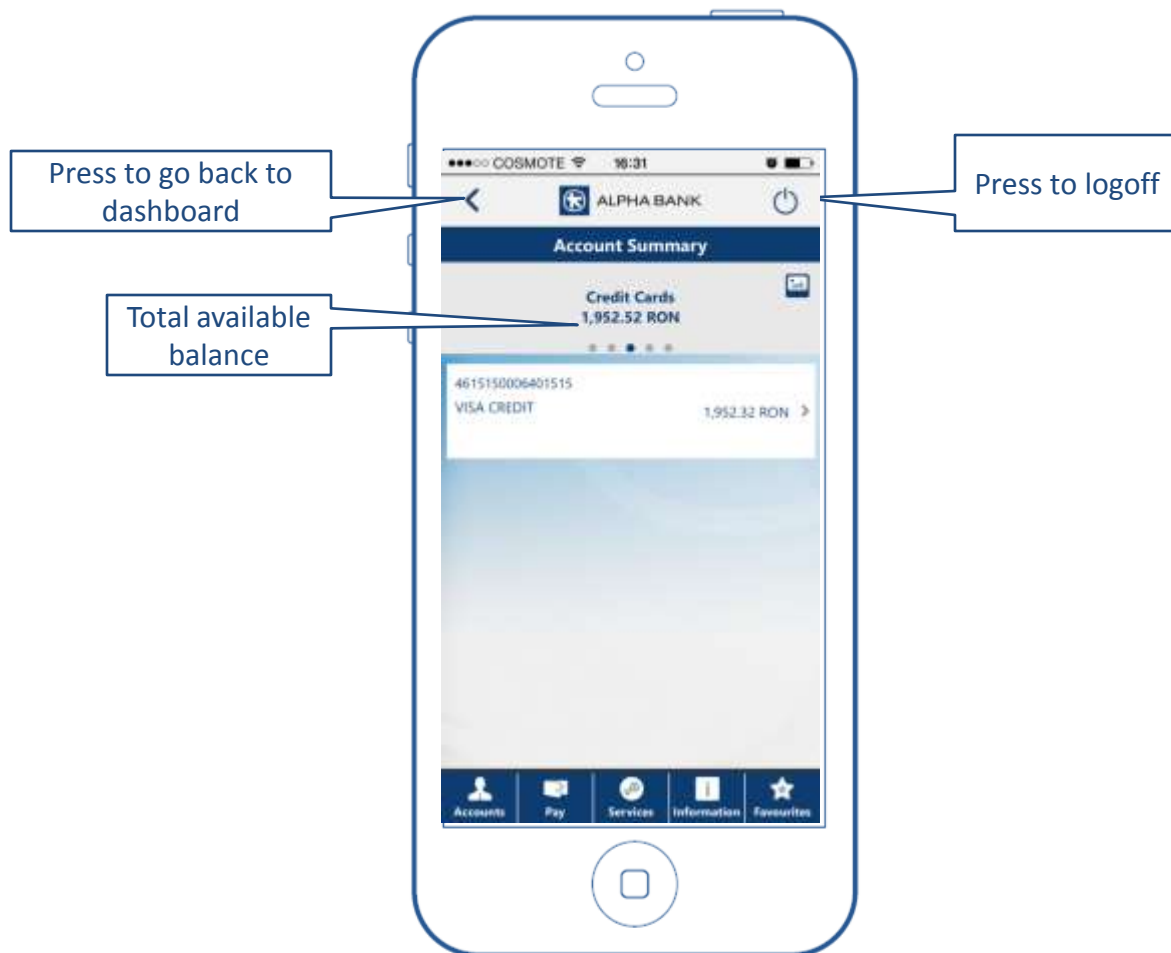 COSMOTE 16:31
Press to go back to
dashboard
ALPHA BANK
Press to logoff
Account Summary
Credit Cards
1,952.52 RON
Total available
balance
4615150006401515
VISA CREDIT
1,952.32 RON
Accounts
Pay
Services
Information
Favourites